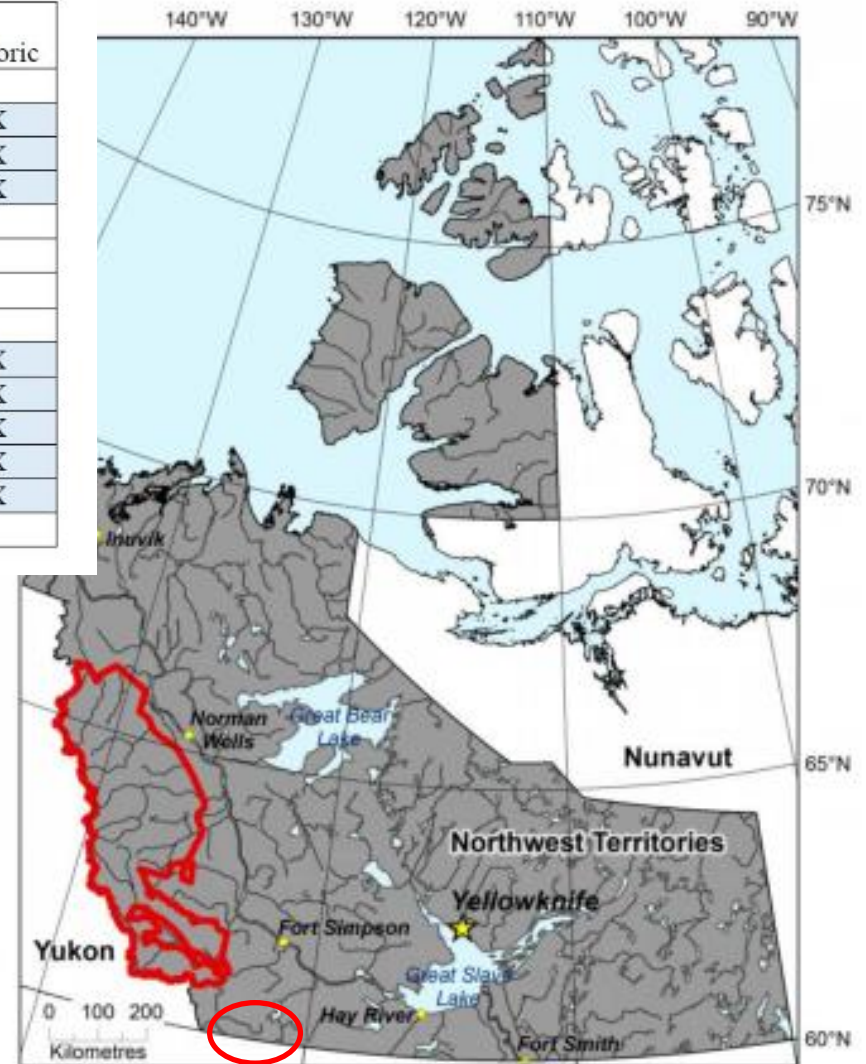 140°W 130°W 120°W 110°W 100°W 90°W
X
X
X
X
X
X
X
X
75°N
70°N
Inuvik
Norman
Wells
Great Bear
Lake
Nunavut
65°N
Northwest Territories
Yellowknife
Fort Simpson
Yukon
Great Slave
Lake
0 100 200
Hay River
Kilometres
Fort Smith
60°N